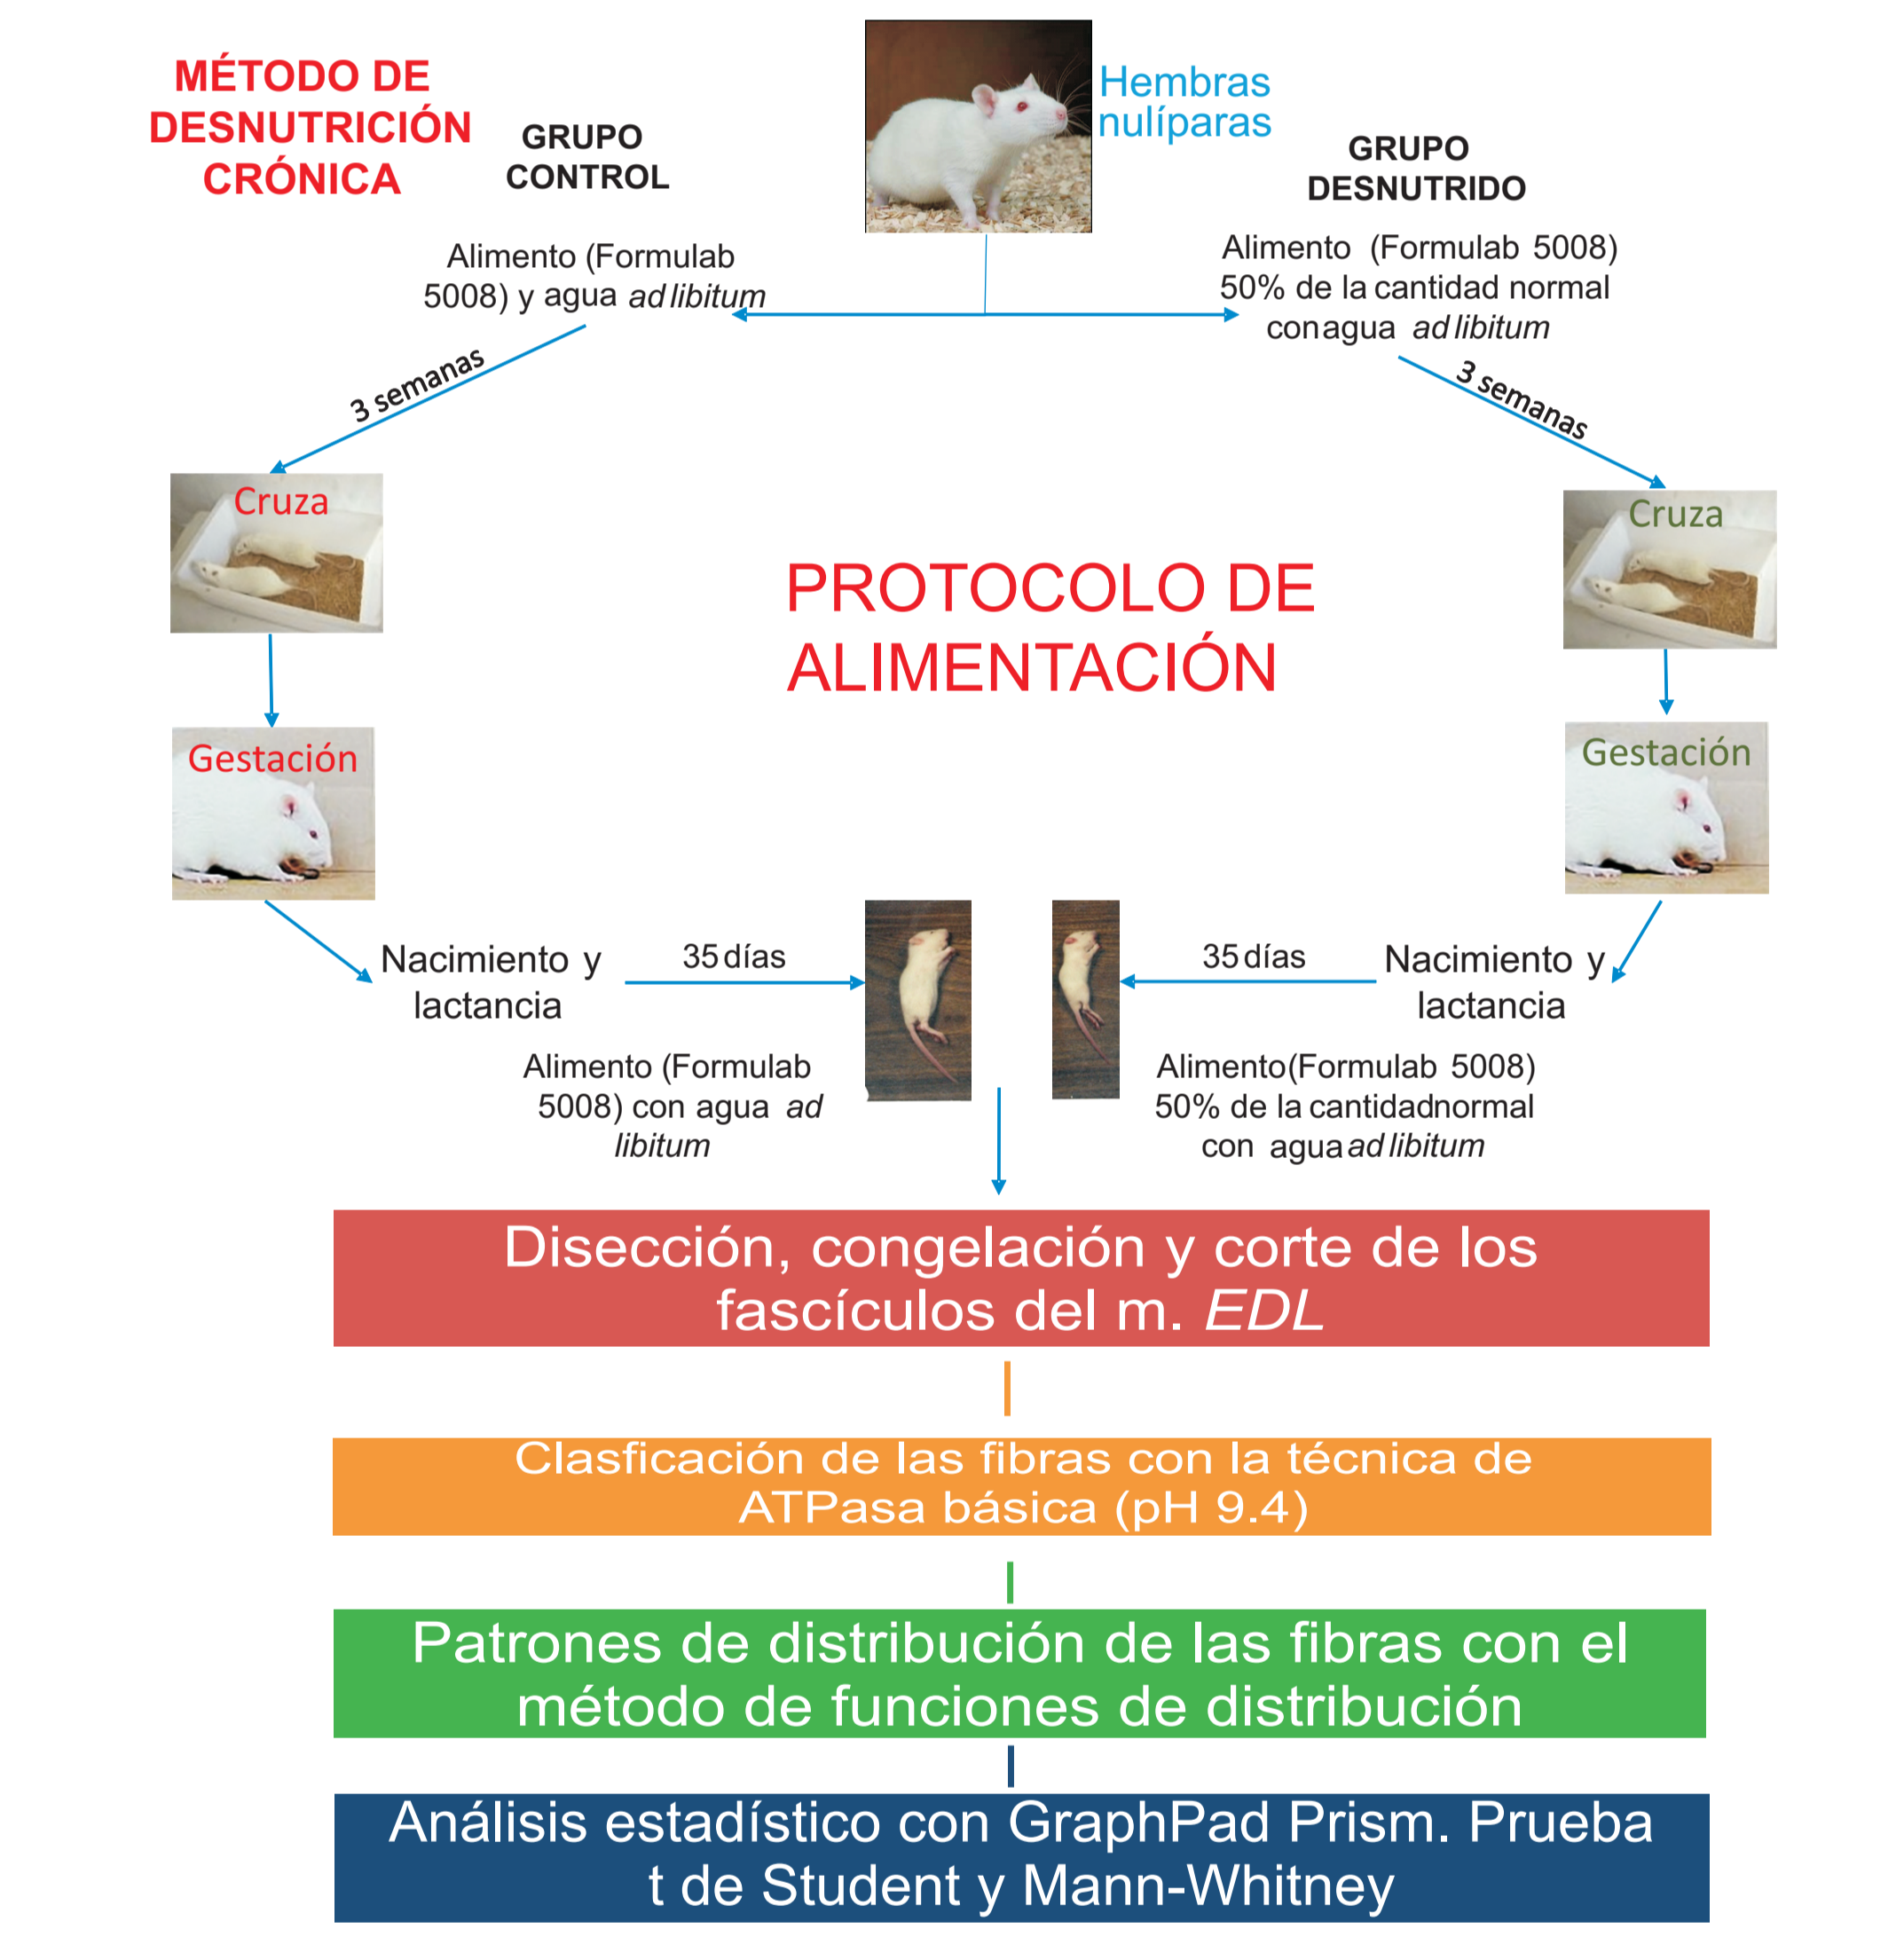 MÉTODO DE
DESNUTRICIÓN
CRÓNICA
GRUPO
CONTROL
Hembras
nulíparas
GRUPO
DESNUTRIDO
Alimento (Formulab
5008) y agua ad libitum
Alimento (Formulab 5008)
50% de la cantidad normal
conagua ad libitum
3 semanas
3 semanas
Cruza
Cruza
PROTOCOLO DE
ALIMENTACIÓN
Gestación
Gestación
Nacimiento y
lactancia
35 días
35 días
Nacimiento y
lactancia
Alimento (Formulab
5008) con agua ad
libitum
Alimento(Formulab 5008)
50% de la cantidadnormal
con agua ad libitum
Disección, congelación y corte de los
fascículos del m. EDL
Clasficación de las fibras con la técnica de
ATPasa básica (pH 9.4)
Patrones de distribución de las fibras con el
método de funciones de distribución
Análisis estadístico con GraphPad Prism. Prueba
t de Student y Mann-Whitney